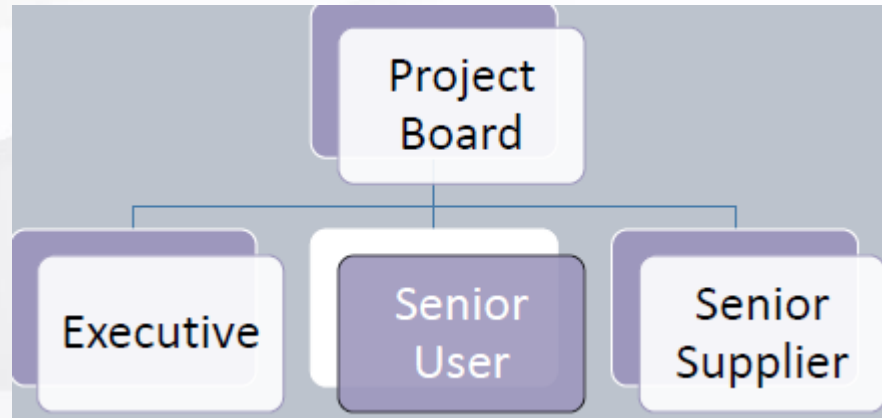 Project
Board
Executive
Senior
User
Senior
Supplier